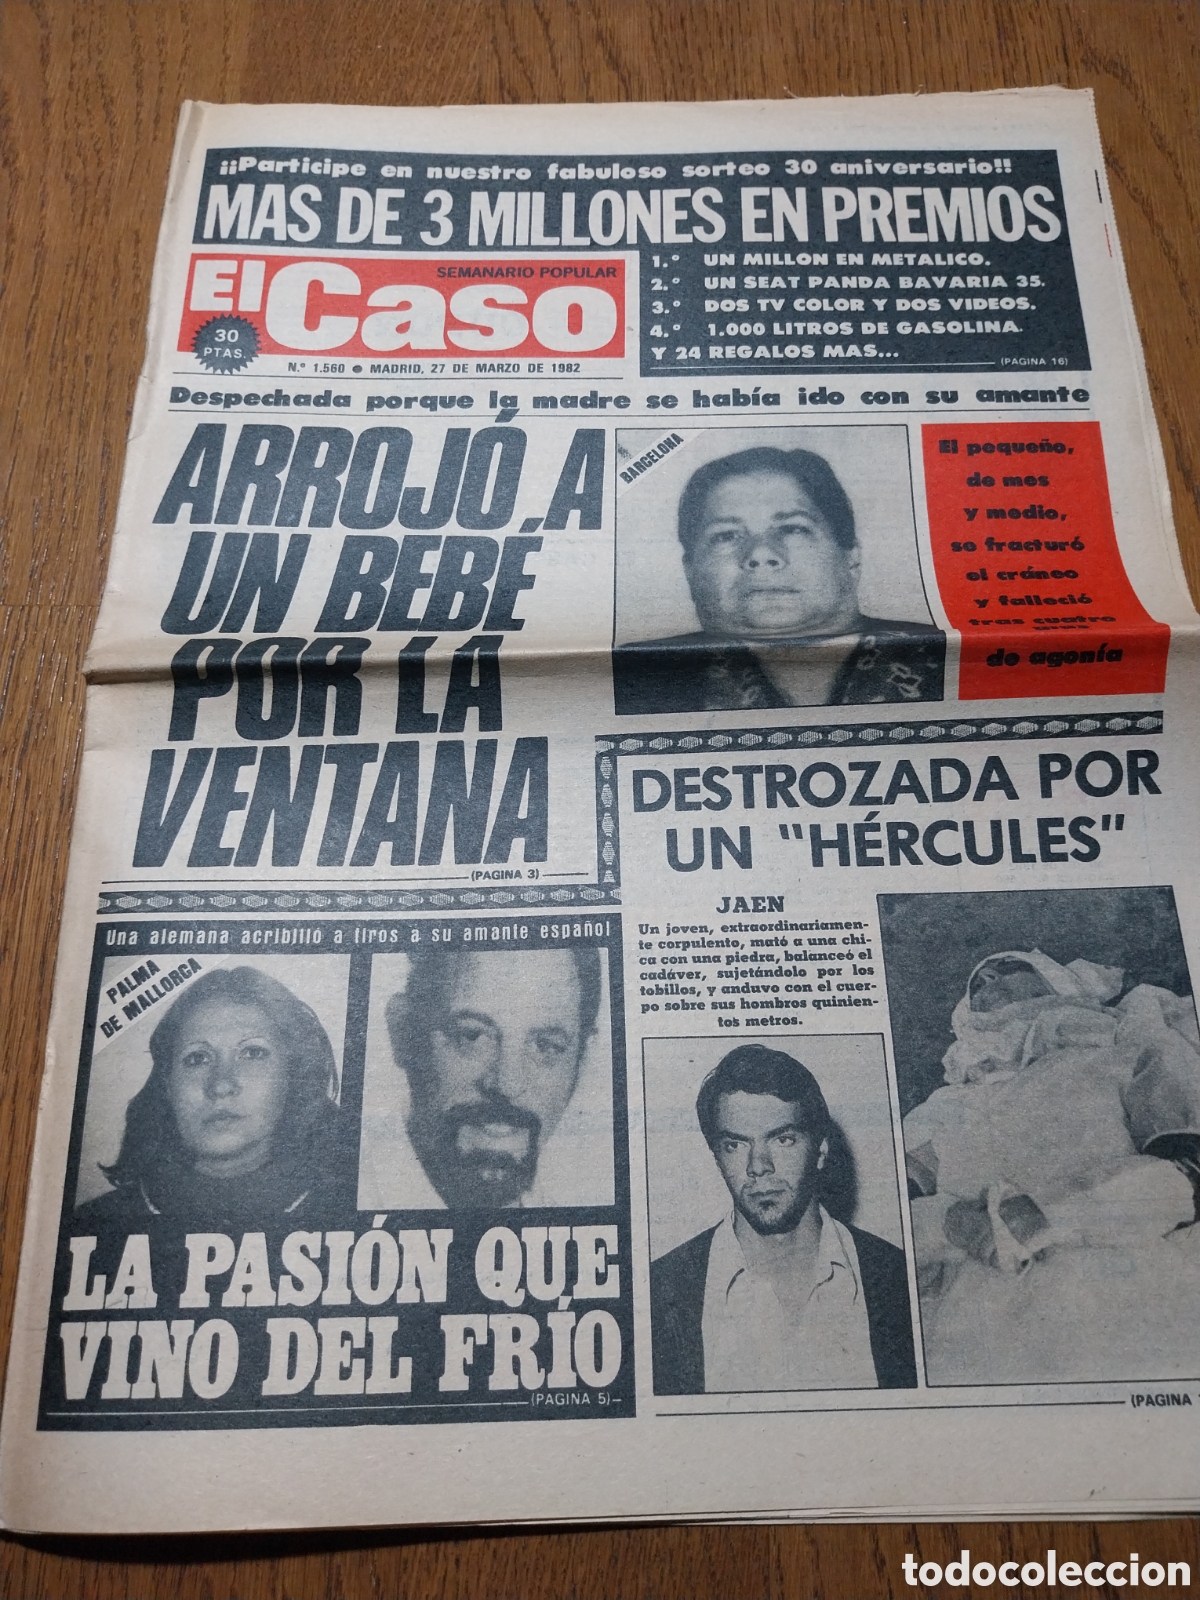 ¡¡Participe en nuestro fabuloso sorteo 30 aniversario!!
MAS DE 3 MILLONES EN PREMIOS
1.º UN MILLON EN METALICO.
2.º UN SEAT PANDA BAVARIA 35.
3.º DOS TV COLOR Y DOS VIDEOS.
4.º 1.000 LITROS DE GASOLINA.
Y 24 REGALOS MAS...
(PAGINA 16)
SEMANARIO POPULAR
El Caso
30
PTAS.
N.º 1.560 ● MADRID, 27 DE MARZO DE 1982
Despechada porque la madre se había ido con su amante
ARROJÓ A
UN BEBÉ
POR LA
VENTANA
(PAGINA 3)
BARCELONA
El pequeño,
de mes
y medio,
se fracturó
el cráneo
y falleció
tras cuatro
de agonía
DESTROZADA POR
UN "HÉRCULES"
JAEN
Un joven, extraordinariamen-
te corpulento, mató a una chi-
ca con una piedra, balanceó el
cadáver, sujetándolo por los
tobillos, y anduvo con el cuer-
po sobre sus hombros quinien-
tos metros.
(PAGINA
Una alemana acribilló a tiros a su amante español
PALMA
DE MALLORCA
LA PASIÓN QUE
VINO DEL FRÍO
(PAGINA 5)
todocoleccion
todocoleccion.net